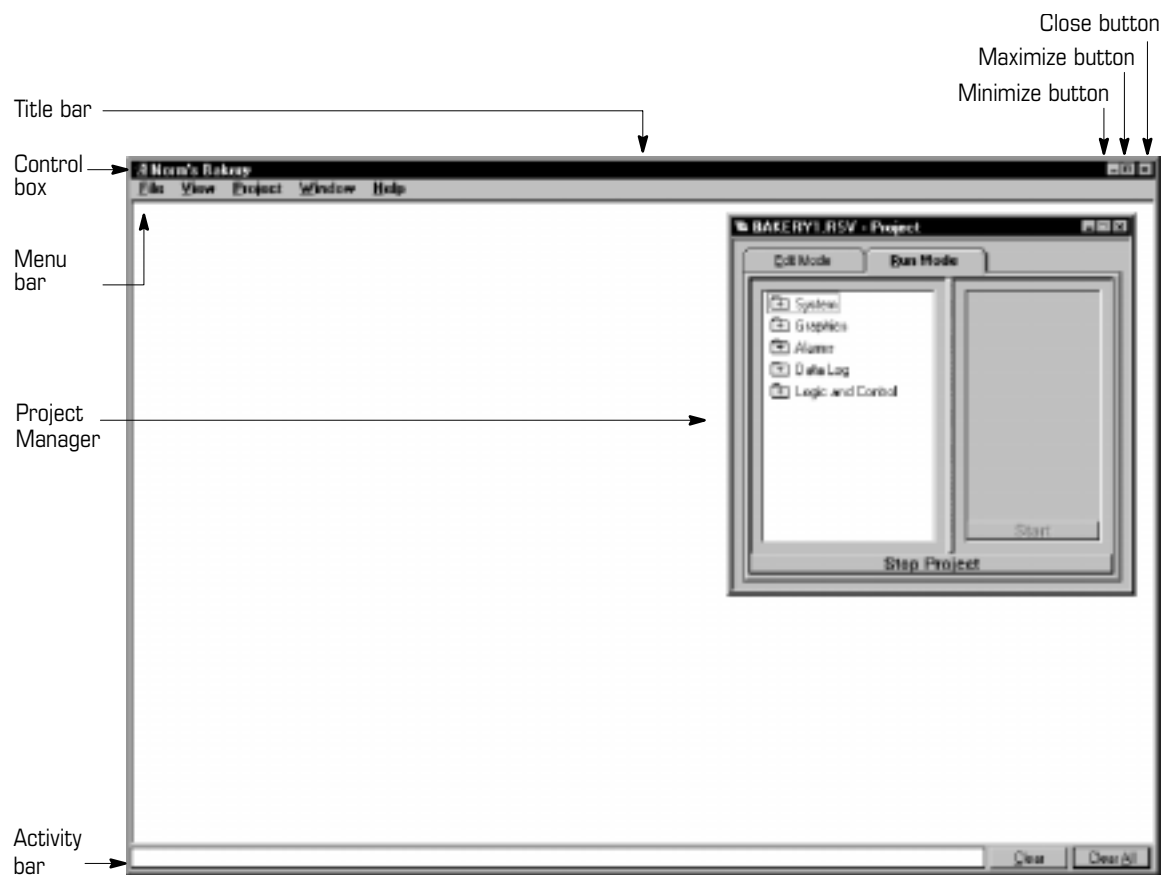 Close button
Maximize button
Minimize button
Title bar
Control
box
Norm's Bakery
File View Project Window Help
Menu
bar
BAKERY1.RSV - Project
Edit Mode Run Mode
System
Graphics
Alarms
Data Log
Logic and Control
Project
Manager
Start
Stop Project
Activity
bar
Clear Clear All